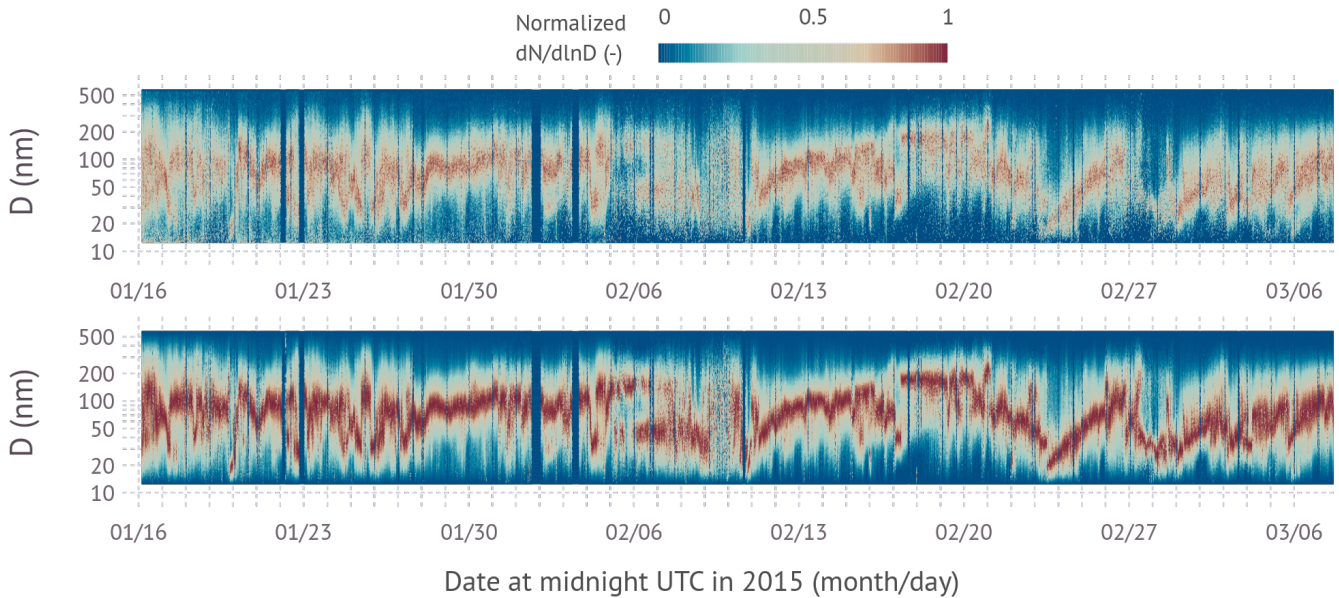 Normalized
dN/dlnD (-)
0 0.5 1
D (nm)
500
200
100
50
20
10
01/16 01/23 01/30 02/06 02/13 02/20 02/27 03/06
D (nm)
500
200
100
50
20
10
01/16 01/23 01/30 02/06 02/13 02/20 02/27 03/06
Date at midnight UTC in 2015 (month/day)